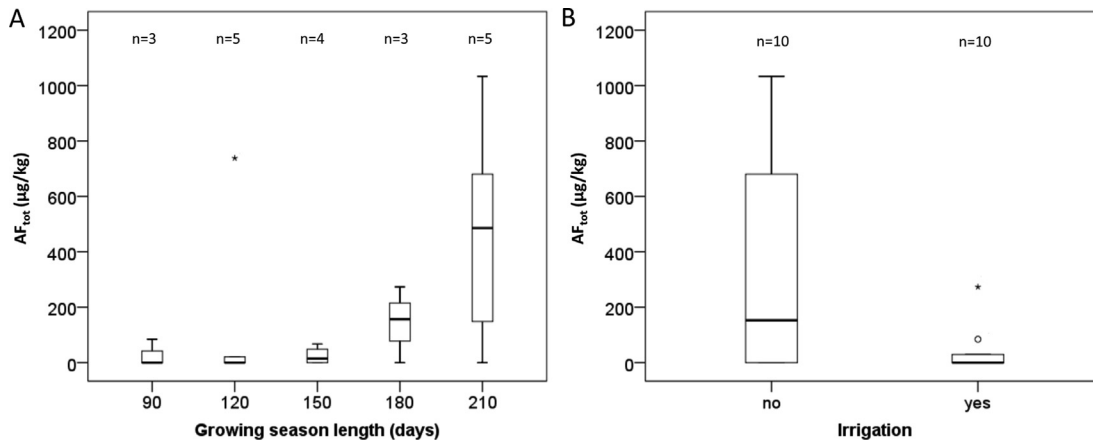 A
n=3 n=5 n=4 n=3 n=5
1200
1000
800
600
400
200
0
AFtot (µg/kg)
90 120 150 180 210
Growing season length (days)
B
n=10 n=10
1200
1000
800
600
400
200
0
AFtot (µg/kg)
no yes
Irrigation